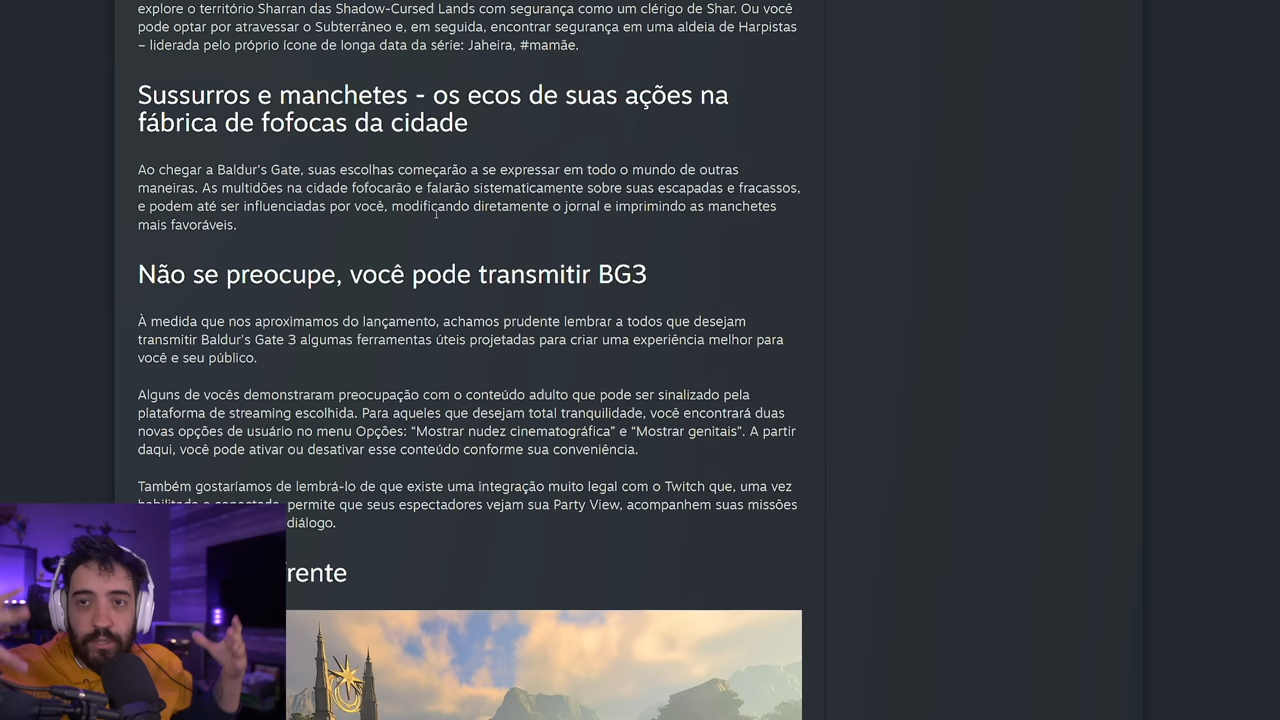 explore o território Sharran das Shadow-Cursed Lands com segurança como um clérigo de Shar. Ou você
pode optar por atravessar o Subterrâneo e, em seguida, encontrar segurança em uma aldeia de Harpistas
– liderada pelo próprio ícone de longa data da série: Jaheira, #mamãe.
Sussurros e manchetes - os ecos de suas ações na
fábrica de fofocas da cidade
Ao chegar a Baldur's Gate, suas escolhas começarão a se expressar em todo o mundo de outras
maneiras. As multidões na cidade fofocarão e falarão sistematicamente sobre suas escapadas e fracassos,
e podem até ser influenciadas por você, modificando diretamente o jornal e imprimindo as manchetes
mais favoráveis.
Não se preocupe, você pode transmitir BG3
À medida que nos aproximamos do lançamento, achamos prudente lembrar a todos que desejam
transmitir Baldur's Gate 3 algumas ferramentas úteis projetadas para criar uma experiência melhor para
você e seu público.
Alguns de vocês demonstraram preocupação com o conteúdo adulto que pode ser sinalizado pela
plataforma de streaming escolhida. Para aqueles que desejam total tranquilidade, você encontrará duas
novas opções de usuário no menu Opções: “Mostrar nudez cinematográfica” e “Mostrar genitais”. A partir
daqui, você pode ativar ou desativar esse conteúdo conforme sua conveniência.
Também gostaríamos de lembrá-lo de que existe uma integração muito legal com o Twitch que, uma vez
permite que seus espectadores vejam sua Party View, acompanhem suas missões
diálogo.
rente